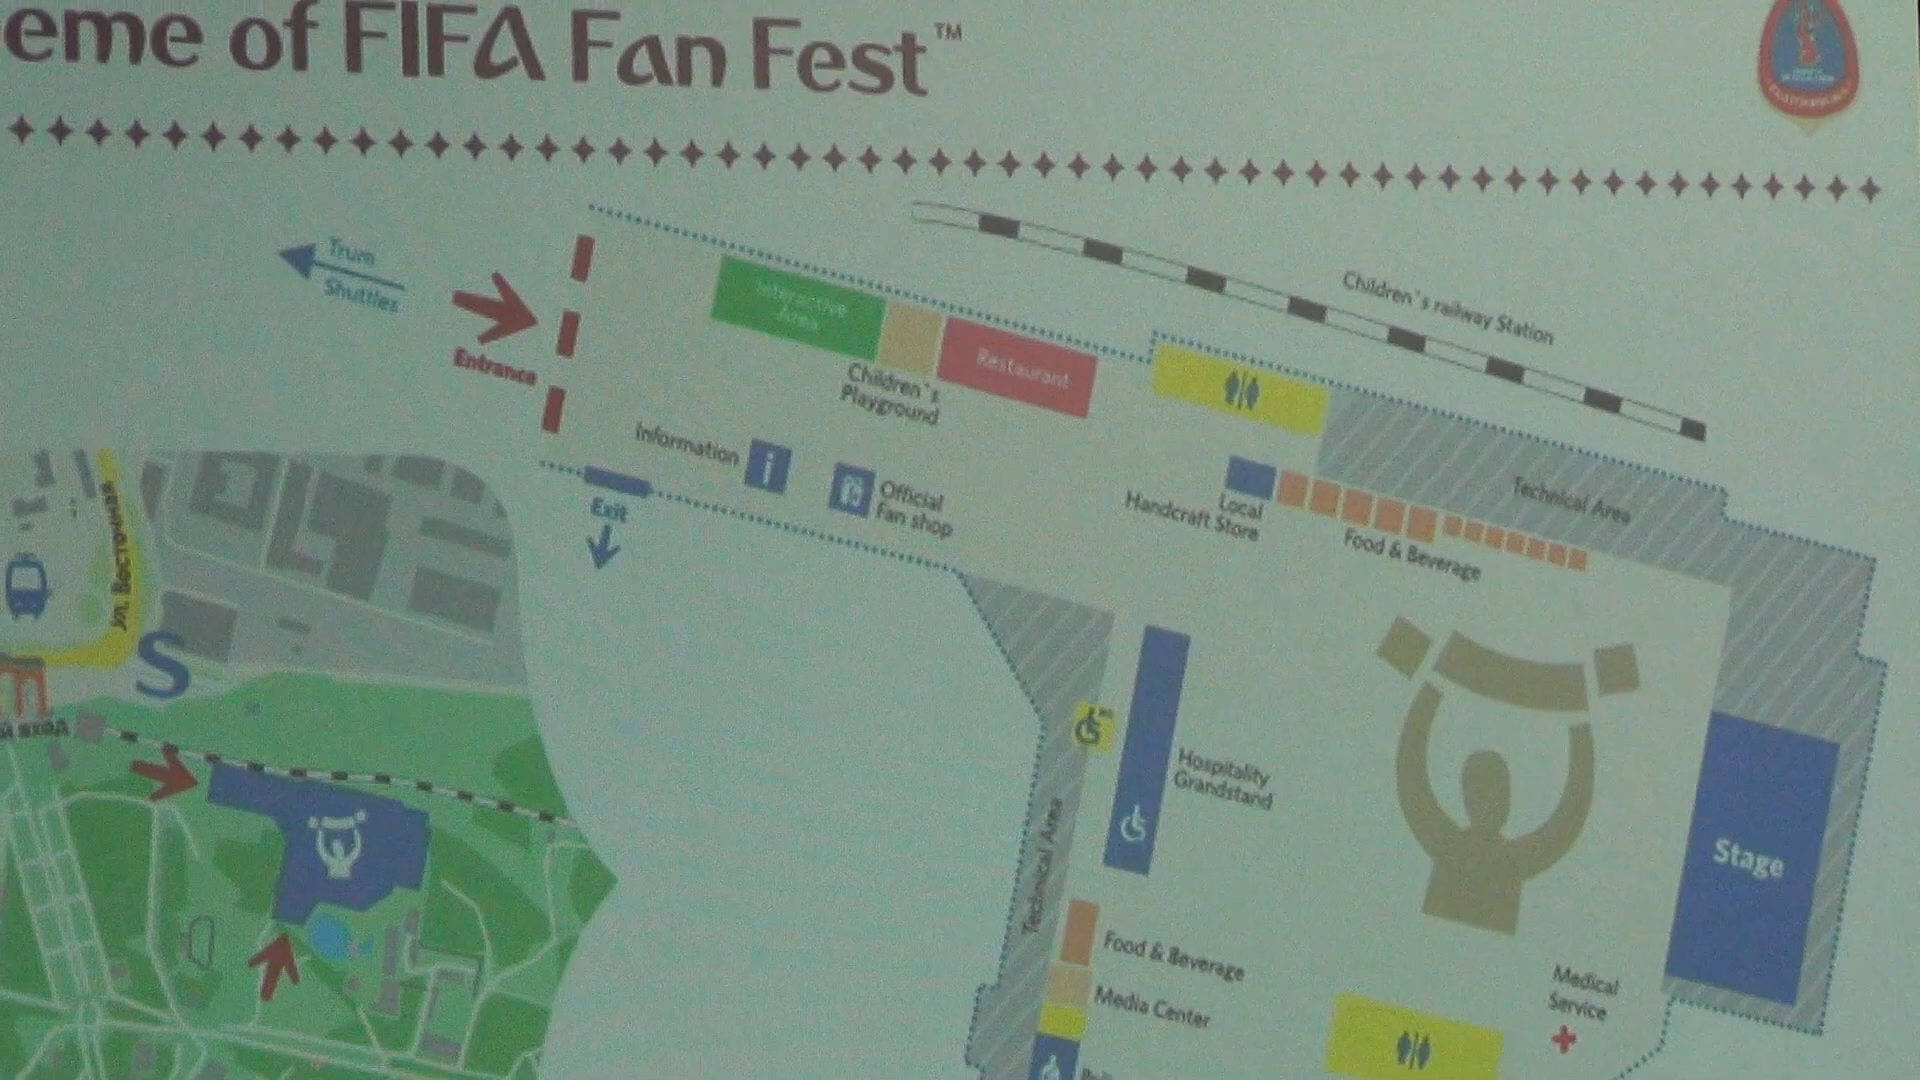 eme of FIFA Fan Fest™
Tram
Shuttles
Entrance
Interactive
Area
Children`s
Playground
Restaurant
Children`s railway Station
Information
i
Official
Fan shop
Exit
Local
Handcraft Store
Food & Beverage
Technical Area
ул. Восточная
S
m
Hospitality
Grandstand
Technical Area
Stage
Food & Beverage
Media Center
Medical
Service